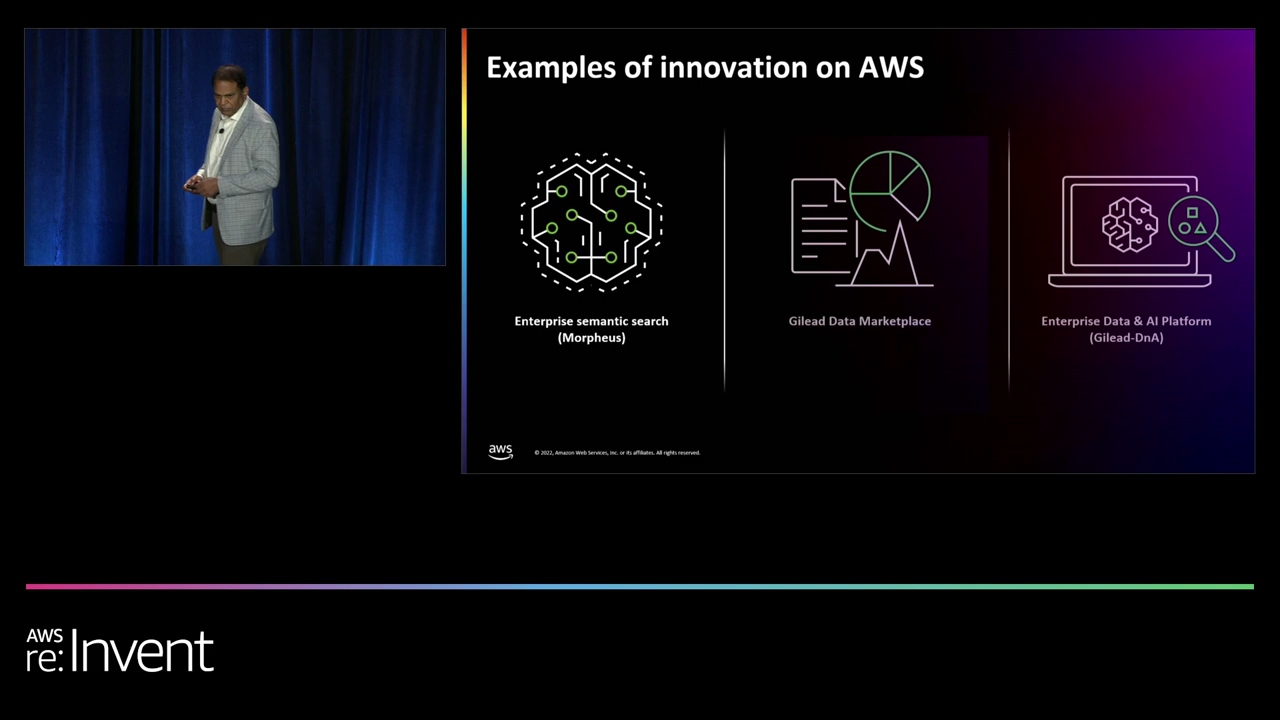 Examples of innovation on AWS
Enterprise semantic search
(Morpheus)
Gilead Data Marketplace
Enterprise Data & AI Platform
(Gilead-DnA)
aws
© 2022, Amazon Web Services, Inc. or its affiliates. All rights reserved.
AWS
re:Invent